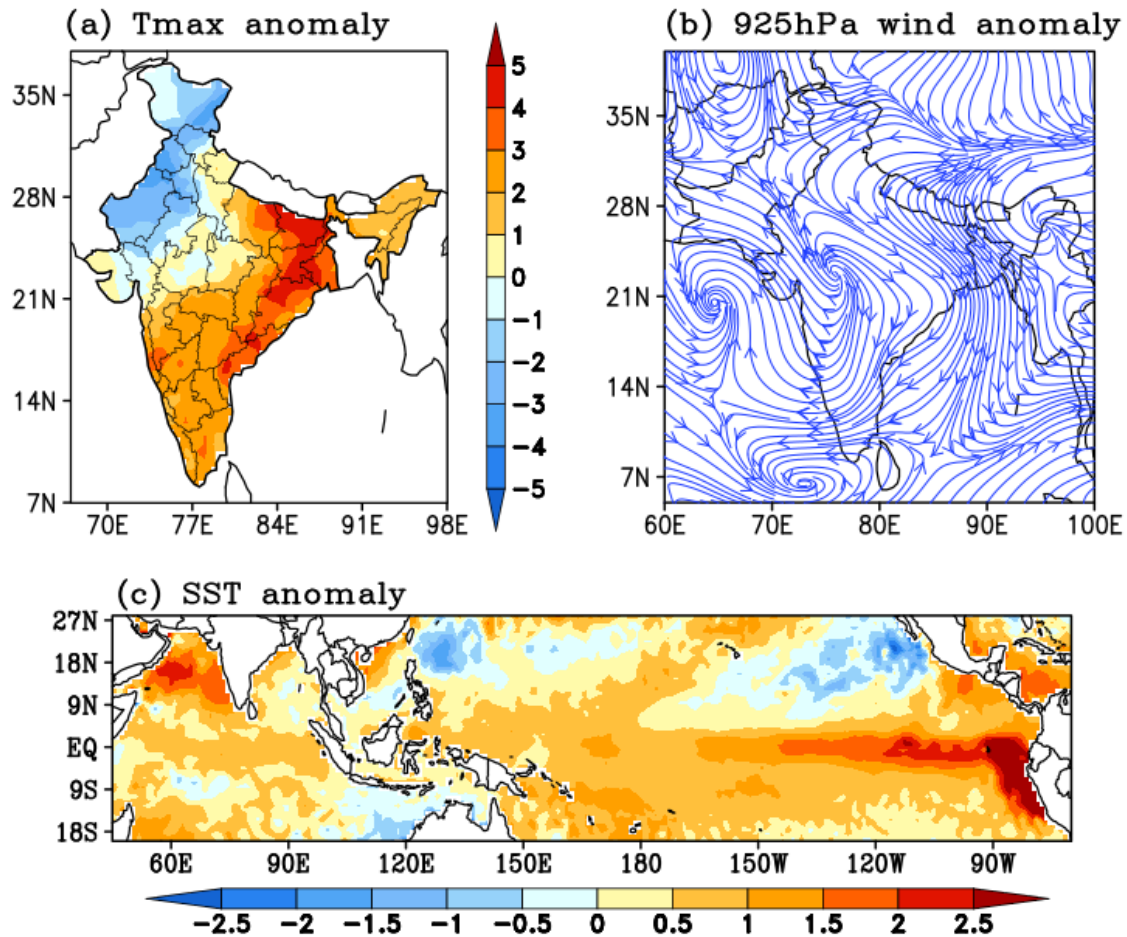 (a) Tmax anomaly
(b) 925hPa wind anomaly
35N
28N
21N
14N
7N
70E 77E 84E 91E 98E
5
4
3
2
1
0
-1
-2
-3
-4
-5
35N
28N
21N
14N
7N
60E 70E 80E 90E 100E
(c) SST anomaly
27N
18N
9N
EQ
9S
18S
60E 90E 120E 150E 180 150W 120W 90W
-2.5 -2 -1.5 -1 -0.5 0 0.5 1 1.5 2 2.5